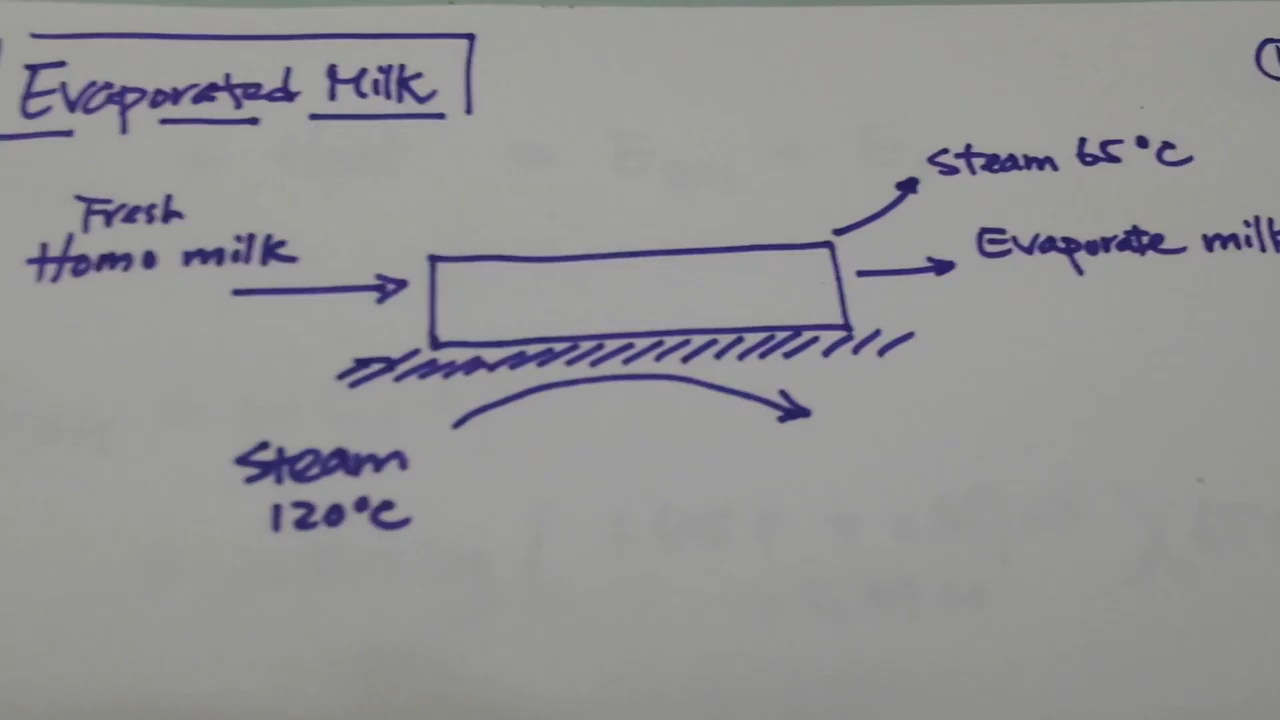 Evaporated Milk
Steam 65°C
Fresh
Homo milk
Evaporate milk
Steam
120°C